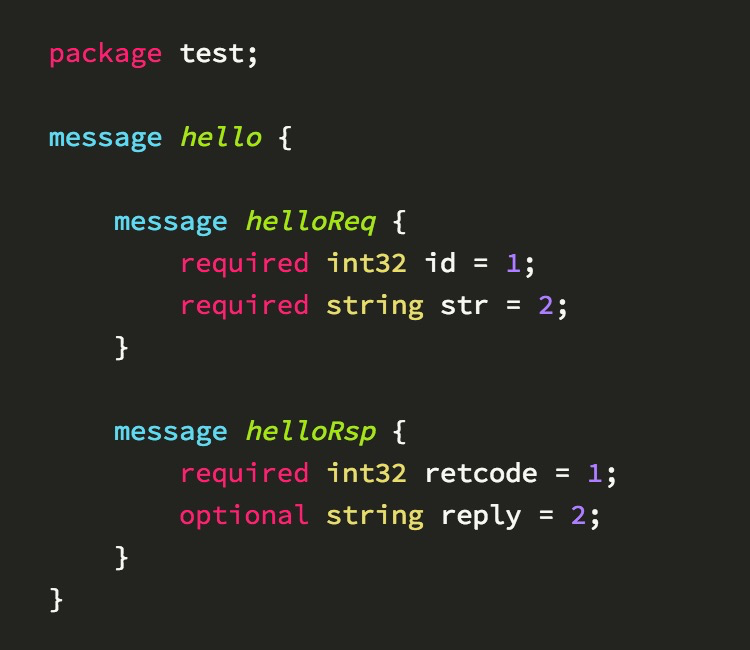 package test;
message hello {
message helloReq {
required int32 id = 1;
required string str = 2;
}
message helloRsp {
required int32 retcode = 1;
optional string reply = 2;
}
}